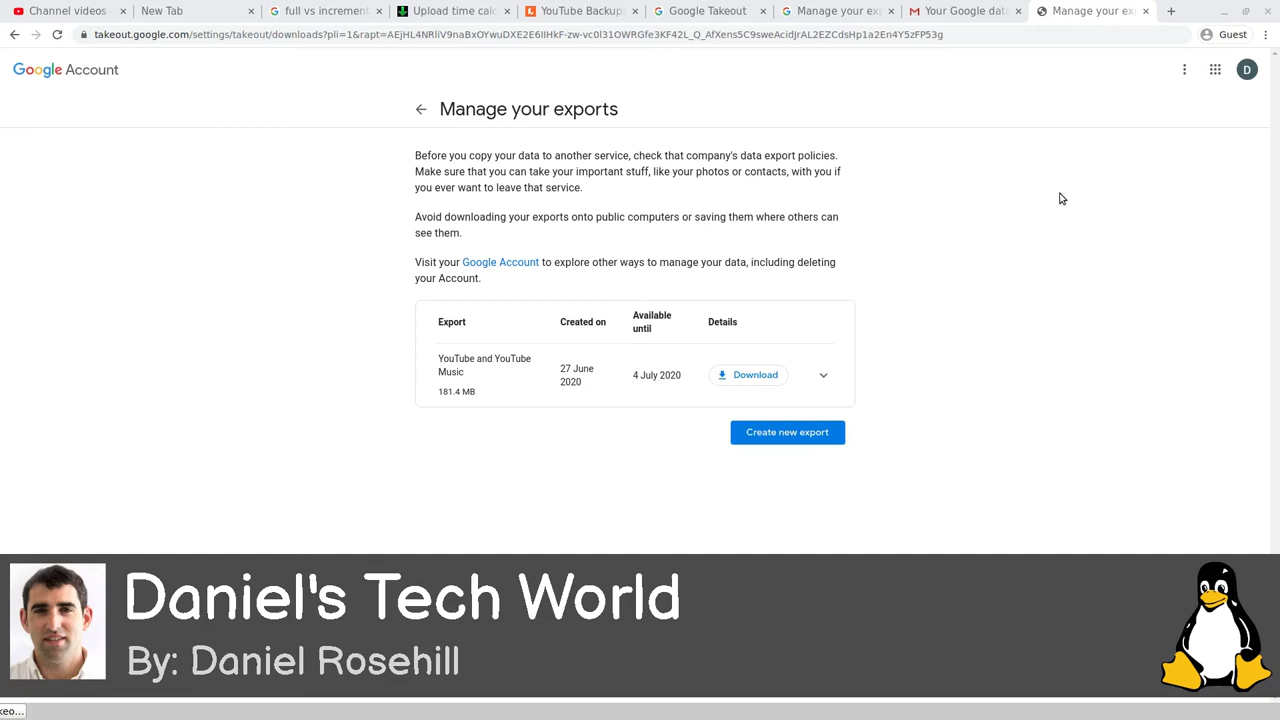 Channel videos
New Tab
full vs increment
Upload time calc
YouTube Backups
Google Takeout
Manage your exp
Your Google data
Manage your exp
takeout.google.com/settings/takeout/downloads?pli=1&rapt=AEjHL4NRliV9naBxOYwuDXE2E6IIHkF-zw-vc0l31OWRGfe3KF42L_Q_AfXens5C9sweAcidJrAL2EZCdsHp1a2En4Y5zFP53g
Guest
Google Account
D
Manage your exports
Before you copy your data to another service, check that company's data export policies.
Make sure that you can take your important stuff, like your photos or contacts, with you if
you ever want to leave that service.
Avoid downloading your exports onto public computers or saving them where others can
see them.
Visit your Google Account to explore other ways to manage your data, including deleting
your Account.
Export
Created on
Available
until
Details
YouTube and YouTube
Music
181.4 MB
27 June
2020
4 July 2020
Download
Create new export
Daniel's Tech World
By: Daniel Rosehill
keo...